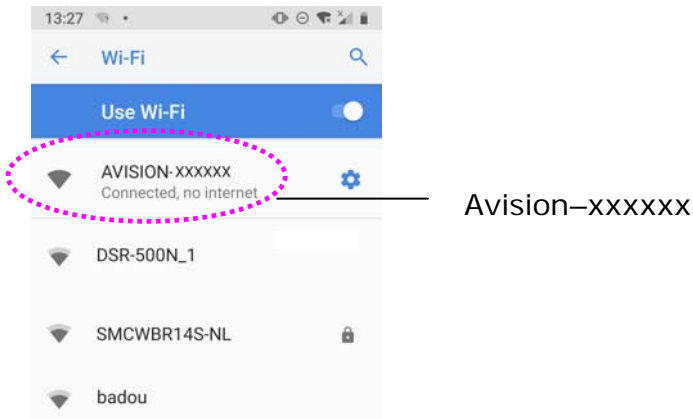 13:27
Wi-Fi
Use Wi-Fi
AVISION-xxxxxx
Connected, no internet
Avision–xxxxxx
DSR-500N_1
SMCWBR14S-NL
badou